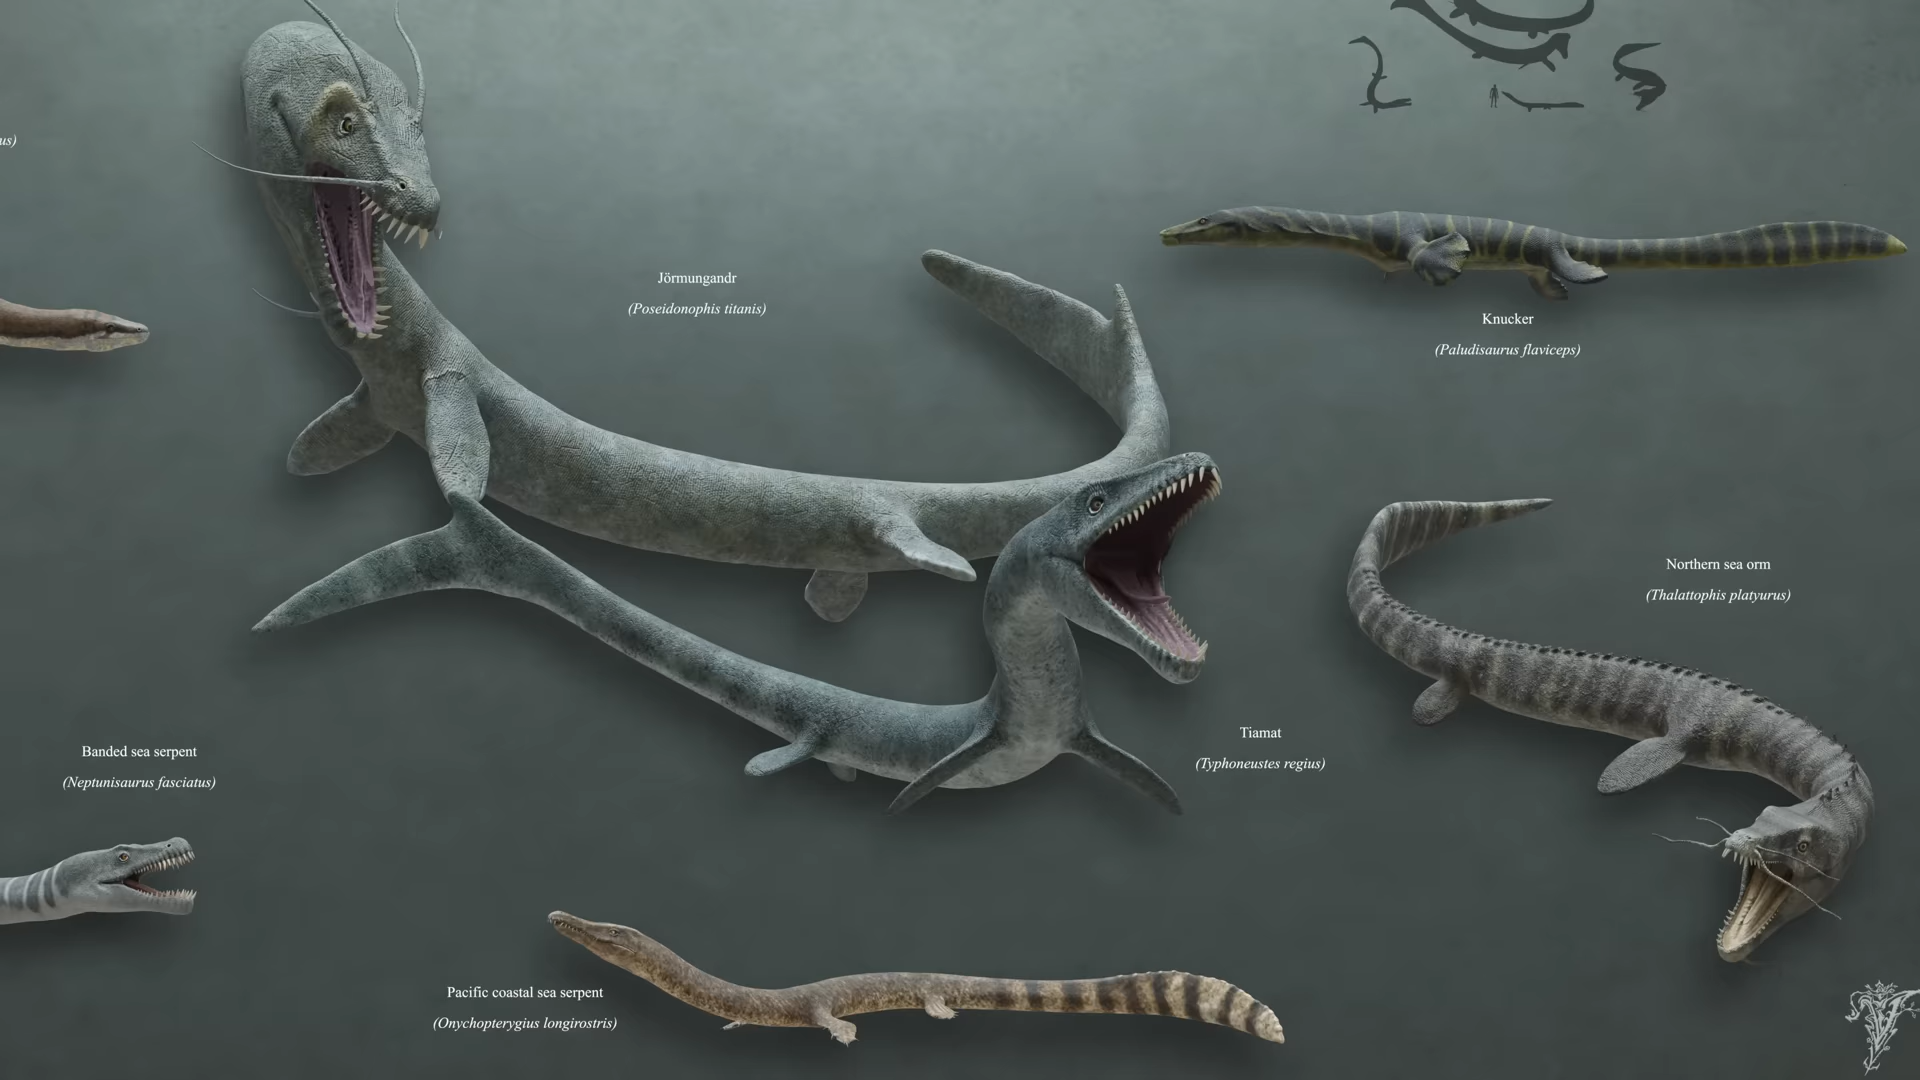 us)
Jörmungandr
(Poseidonophis titanis)
Knucker
(Paludisaurus flaviceps)
Northern sea orm
(Thalattophis platyurus)
Tiamat
(Typhoneustes regius)
Banded sea serpent
(Neptunisaurus fasciatus)
Pacific coastal sea serpent
(Onychopterygius longirostris)